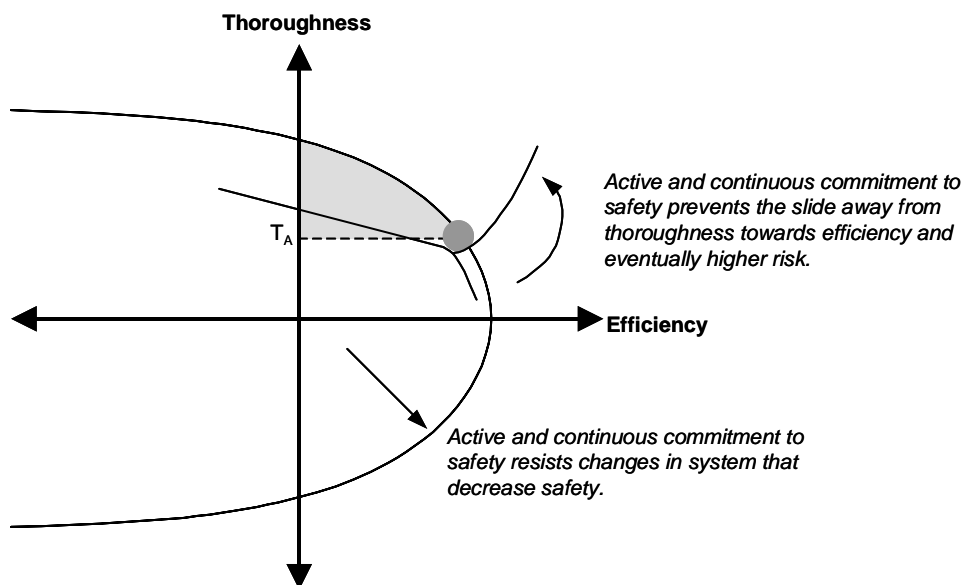 Thoroughness
Active and continuous commitment to
safety prevents the slide away from
thoroughness towards efficiency and
eventually higher risk.
TA
Efficiency
Active and continuous commitment to
safety resists changes in system that
decrease safety.